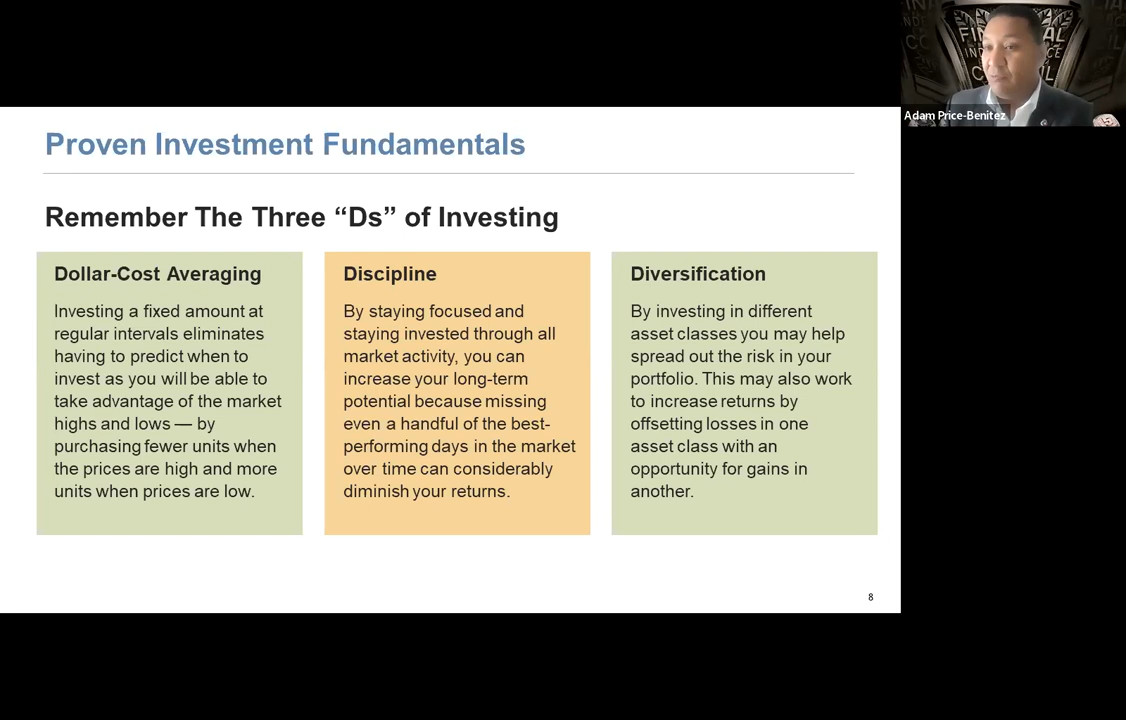 Proven Investment Fundamentals
Remember The Three “Ds” of Investing
Dollar-Cost Averaging
Investing a fixed amount at
regular intervals eliminates
having to predict when to
invest as you will be able to
take advantage of the market
highs and lows — by
purchasing fewer units when
the prices are high and more
units when prices are low.
Discipline
By staying focused and
staying invested through all
market activity, you can
increase your long-term
potential because missing
even a handful of the best-
performing days in the market
over time can considerably
diminish your returns.
Diversification
By investing in different
asset classes you may help
spread out the risk in your
portfolio. This may also work
to increase returns by
offsetting losses in one
asset class with an
opportunity for gains in
another.
8
Adam Price-Benitez